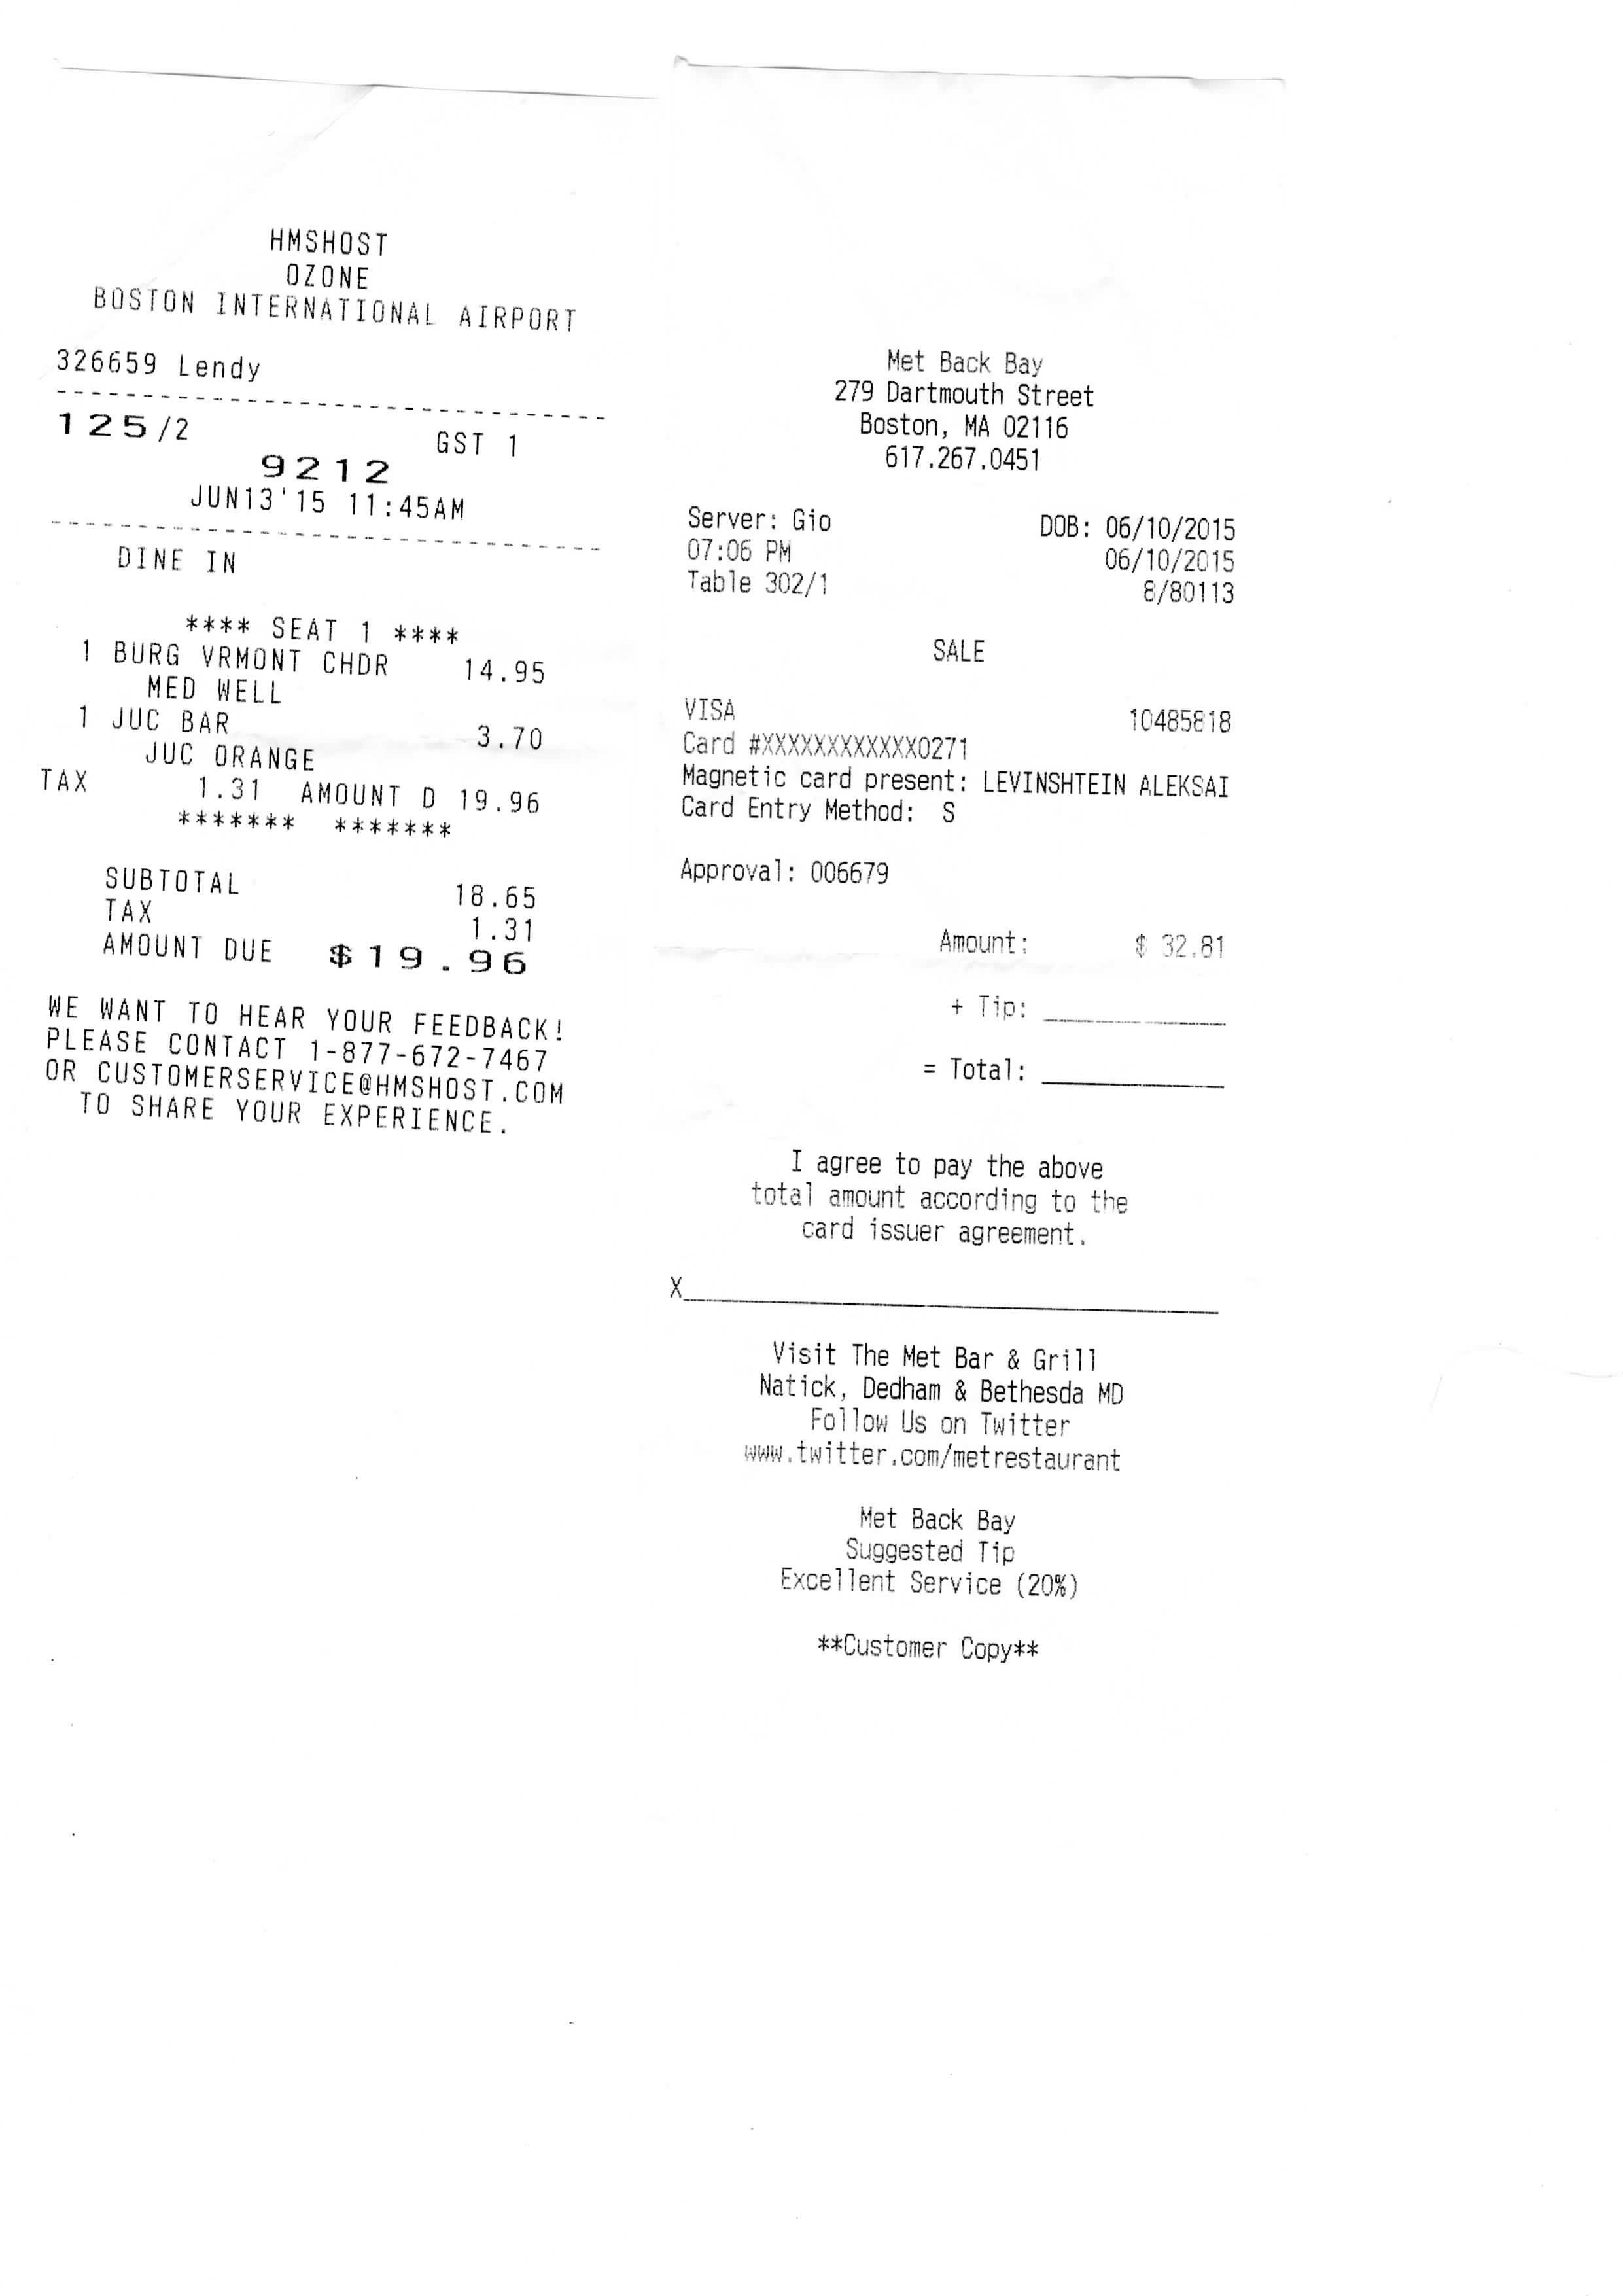 HMSHOST
OZONE
BOSTON INTERNATIONAL AIRPORT
326659 Lendy
--------------------------------
125/2 GST 1
9212
JUN13'15 11:45AM
--------------------------------
DINE IN
**** SEAT 1 ****
1 BURG VRMONT CHDR 14.95
MED WELL
1 JUC BAR 3.70
JUC ORANGE
TAX 1.31 AMOUNT D 19.96
******* *******
SUBTOTAL 18.65
TAX 1.31
AMOUNT DUE $19.96
WE WANT TO HEAR YOUR FEEDBACK!
PLEASE CONTACT 1-877-672-7467
OR CUSTOMERSERVICE@HMSHOST.COM
TO SHARE YOUR EXPERIENCE.
Met Back Bay
279 Dartmouth Street
Boston, MA 02116
617.267.0451
Server: Gio DOB: 06/10/2015
07:06 PM 06/10/2015
Table 302/1 8/80113
SALE
VISA 10485818
Card #XXXXXXXXXXXX0271
Magnetic card present: LEVINSHTEIN ALEKSAI
Card Entry Method: S
Approval: 006679
Amount: $ 32.81
+ Tip: ___________
= Total: ___________
I agree to pay the above
total amount according to the
card issuer agreement.
X________________________________
Visit The Met Bar & Grill
Natick, Dedham & Bethesda MD
Follow Us on Twitter
www.twitter.com/metrestaurant
Met Back Bay
Suggested Tip
Excellent Service (20%)
**Customer Copy**